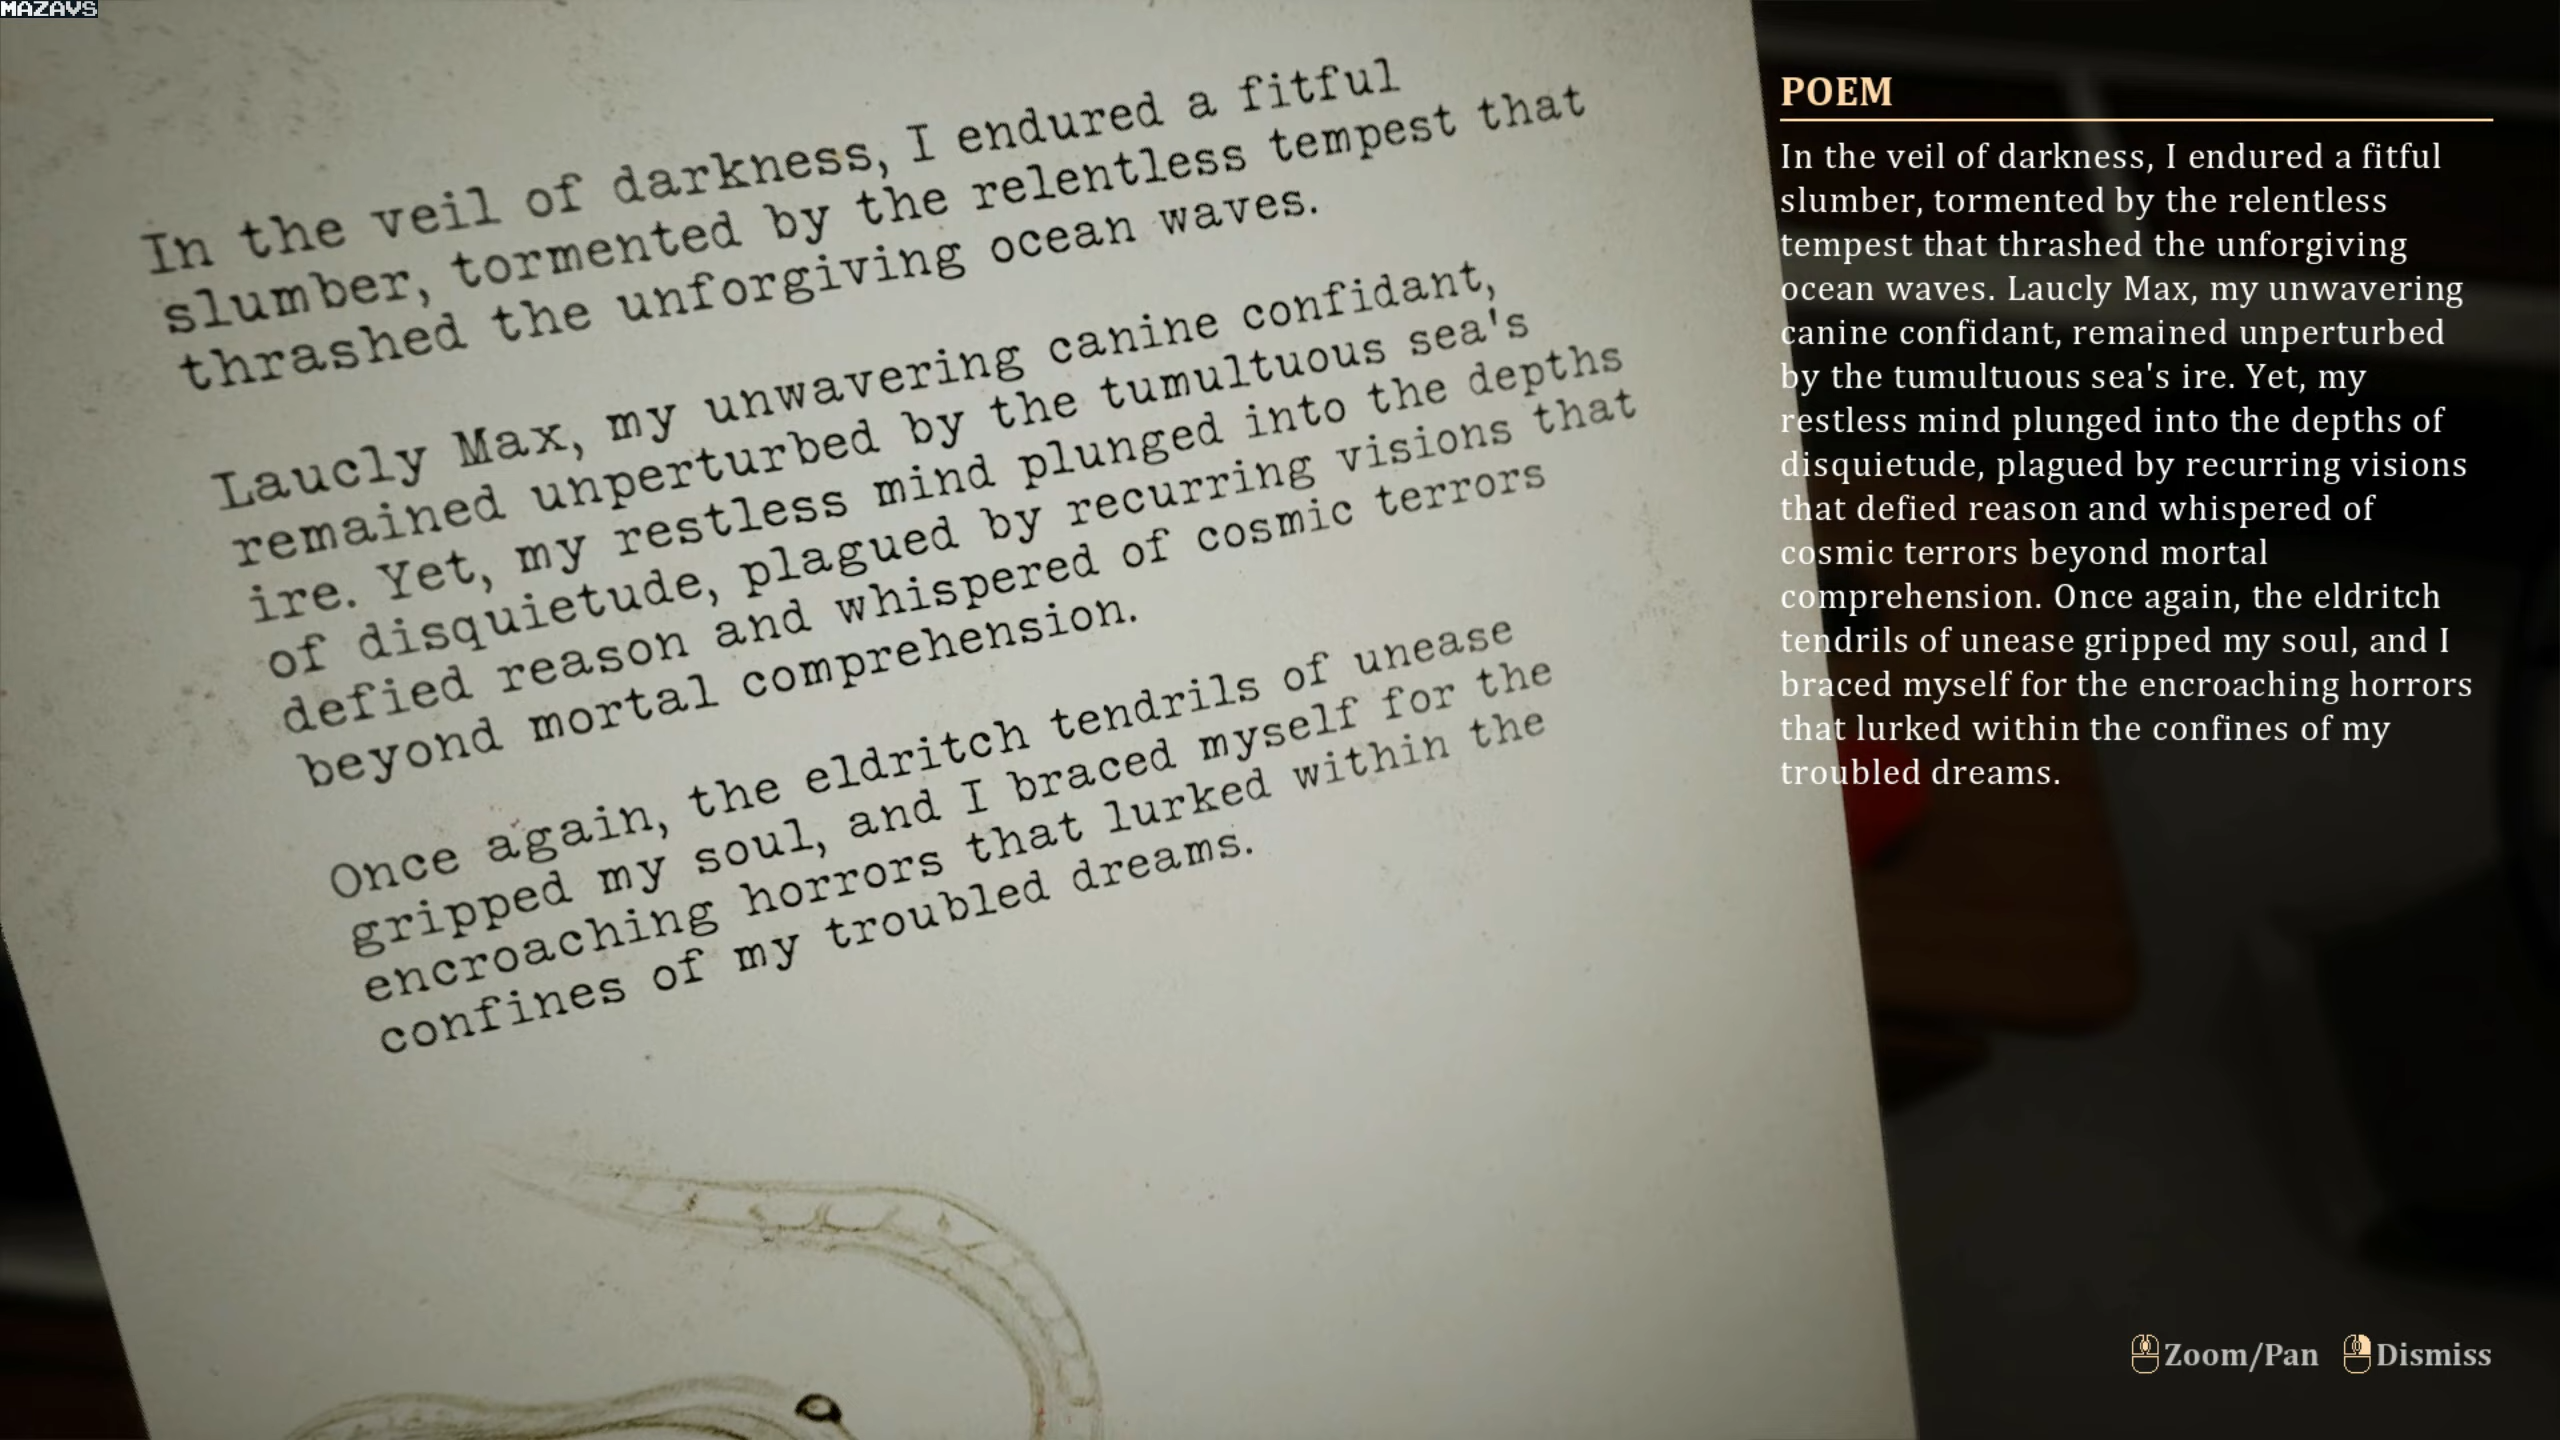 MAZAVS
In the veil of darkness, I endured a fitful
slumber, tormented by the relentless tempest that
thrashed the unforgiving ocean waves.
Laucly Max, my unwavering canine confidant,
remained unperturbed by the tumultuous sea's
ire. Yet, my restless mind plunged into the depths
of disquietude, plagued by recurring visions that
defied reason and whispered of cosmic terrors
beyond mortal comprehension.
Once again, the eldritch tendrils of unease
gripped my soul, and I braced myself for the
encroaching horrors that lurked within the
confines of my troubled dreams.
POEM
In the veil of darkness, I endured a fitful
slumber, tormented by the relentless
tempest that thrashed the unforgiving
ocean waves. Laucly Max, my unwavering
canine confidant, remained unperturbed
by the tumultuous sea's ire. Yet, my
restless mind plunged into the depths of
disquietude, plagued by recurring visions
that defied reason and whispered of
cosmic terrors beyond mortal
comprehension. Once again, the eldritch
tendrils of unease gripped my soul, and I
braced myself for the encroaching horrors
that lurked within the confines of my
troubled dreams.
Zoom/Pan Dismiss